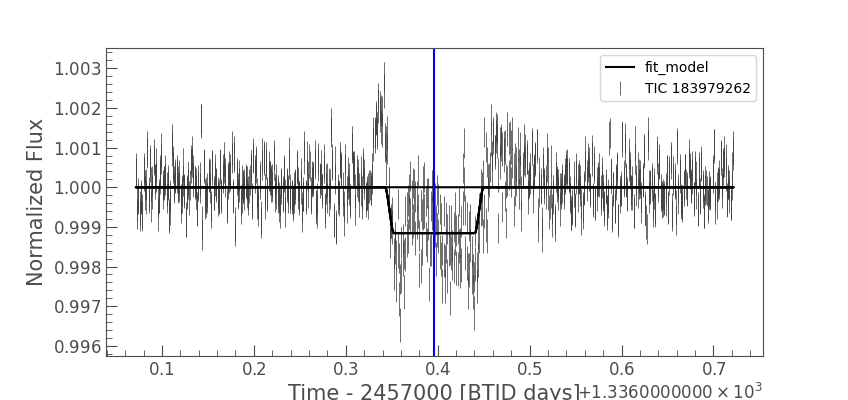 1.003
1.002
1.001
1.000
0.999
0.998
0.997
0.996
Normalized Flux
fit_model
TIC 183979262
0.1 0.2 0.3 0.4 0.5 0.6 0.7
Time - 2457000 [BTJD days]
+1.3360000000 × 10³